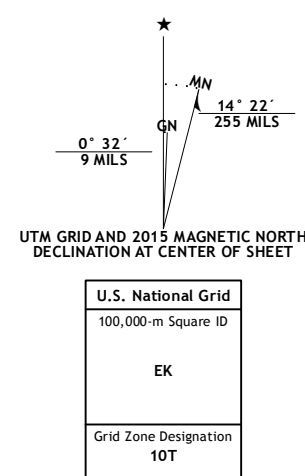 ★
MN
GN
14° 22´
255 MILS
0° 32´
9 MILS
UTM GRID AND 2015 MAGNETIC NORTH
DECLINATION AT CENTER OF SHEET
U.S. National Grid
100,000-m Square ID
EK
Grid Zone Designation
10T